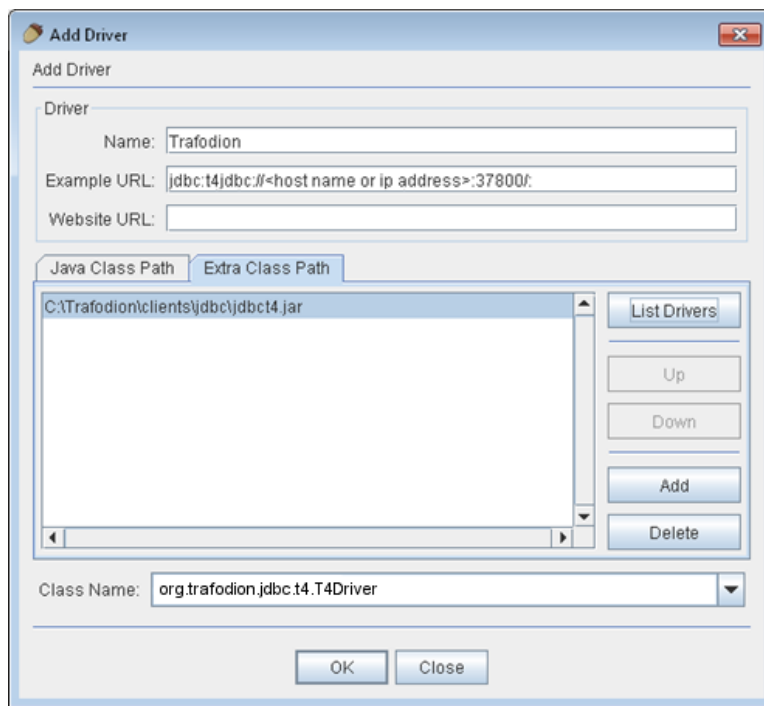 Add Driver
Add Driver
Driver
Name: Trafodion
Example URL: jdbc:t4jdbc://<host name or ip address>:37800/:
Website URL:
Java Class Path Extra Class Path
C:\Trafodion\clients\jdbc\jdbct4.jar
List Drivers
Up
Down
Add
Delete
Class Name: org.trafodion.jdbc.t4.T4Driver
OK Close